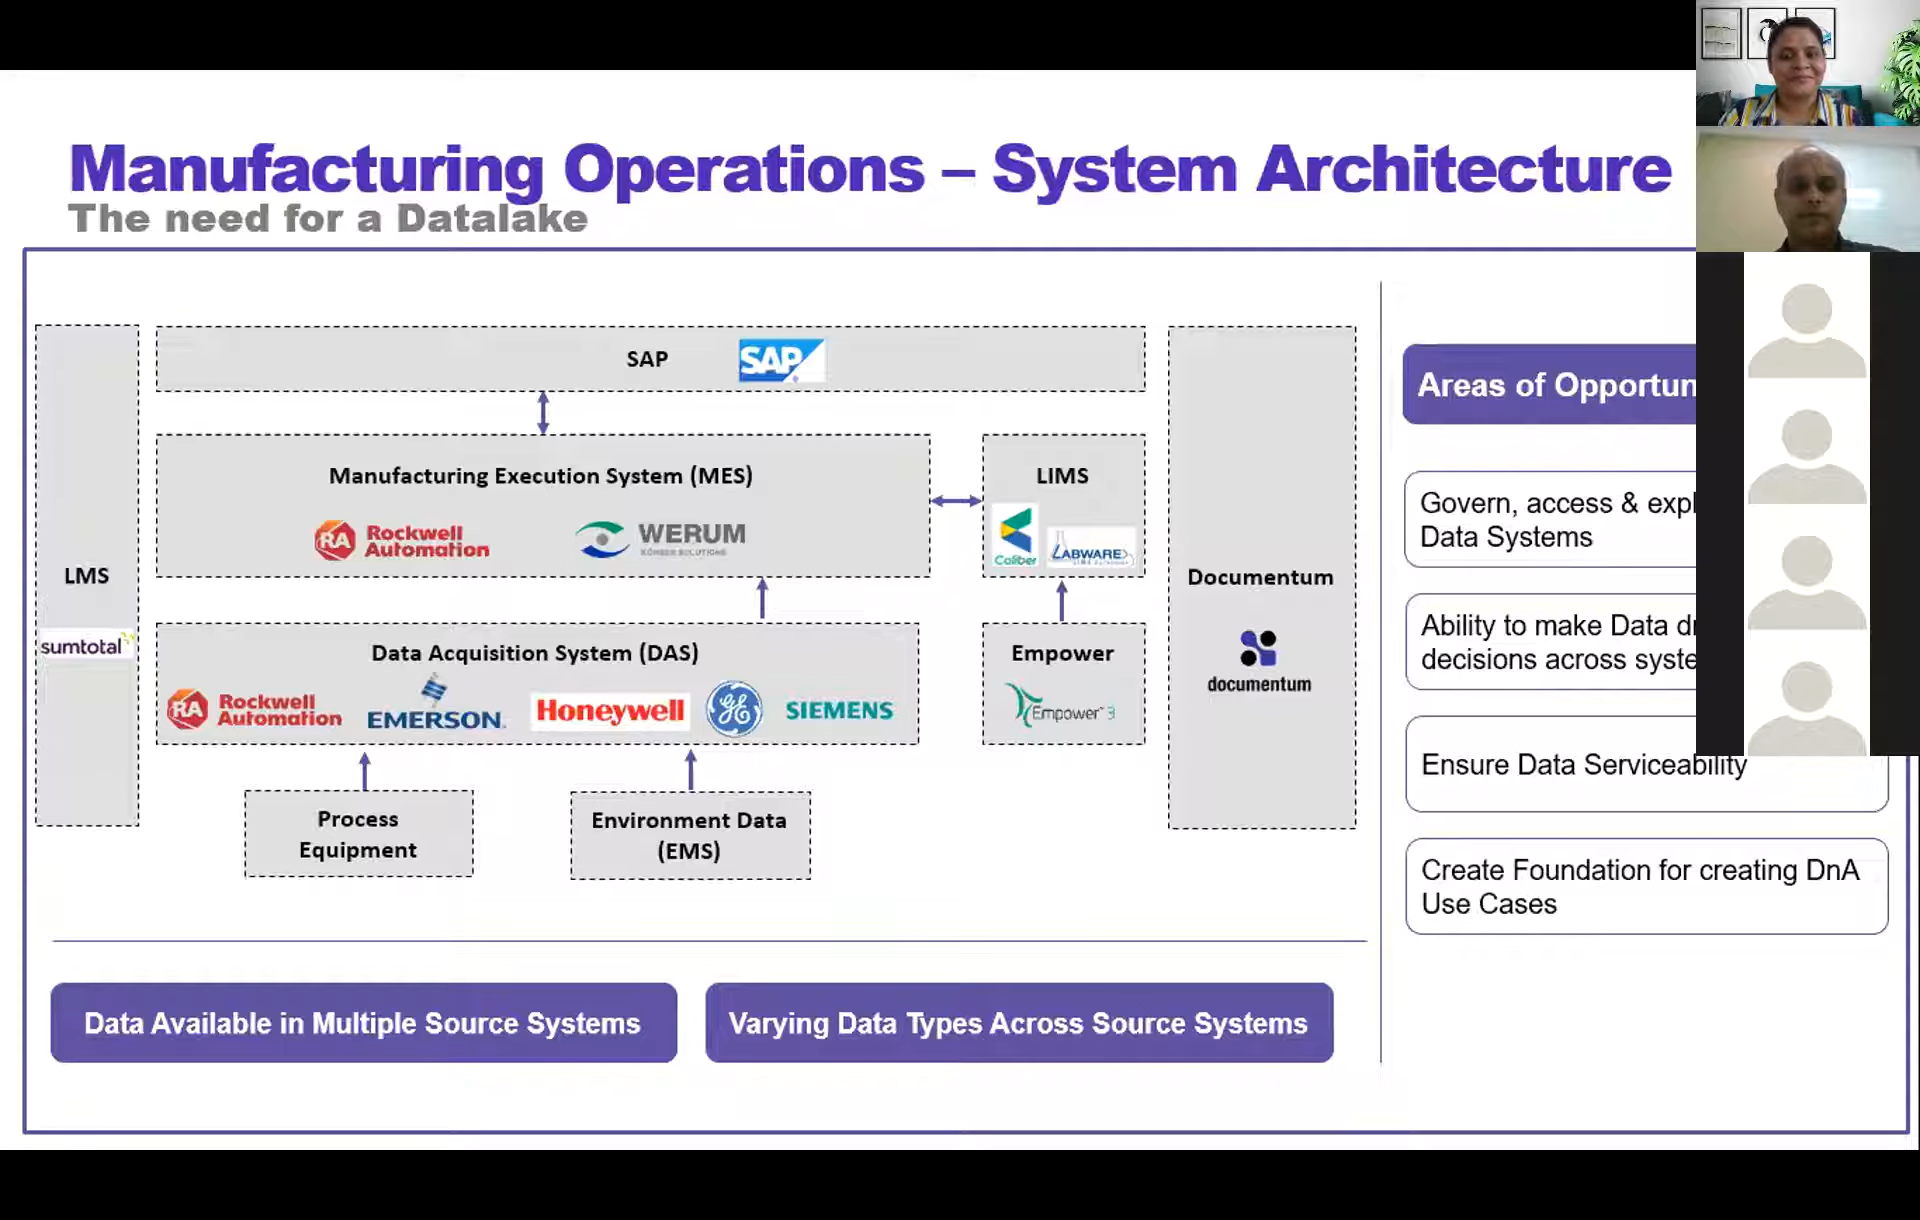 Manufacturing Operations – System Architecture
The need for a Datalake
SAP
SAP
Manufacturing Execution System (MES)
Rockwell
Automation
WERUM
LIMS
Caliber
LABWARE
LMS
sumtotal
Data Acquisition System (DAS)
Rockwell
Automation
EMERSON
Honeywell
GE
SIEMENS
Empower
Empower 3
Documentum
documentum
Process
Equipment
Environment Data
(EMS)
Data Available in Multiple Source Systems
Varying Data Types Across Source Systems
Areas of Opportun
Govern, access & expl
Data Systems
Ability to make Data
decisions across syste
Ensure Data Serviceability
Create Foundation for creating DnA
Use Cases